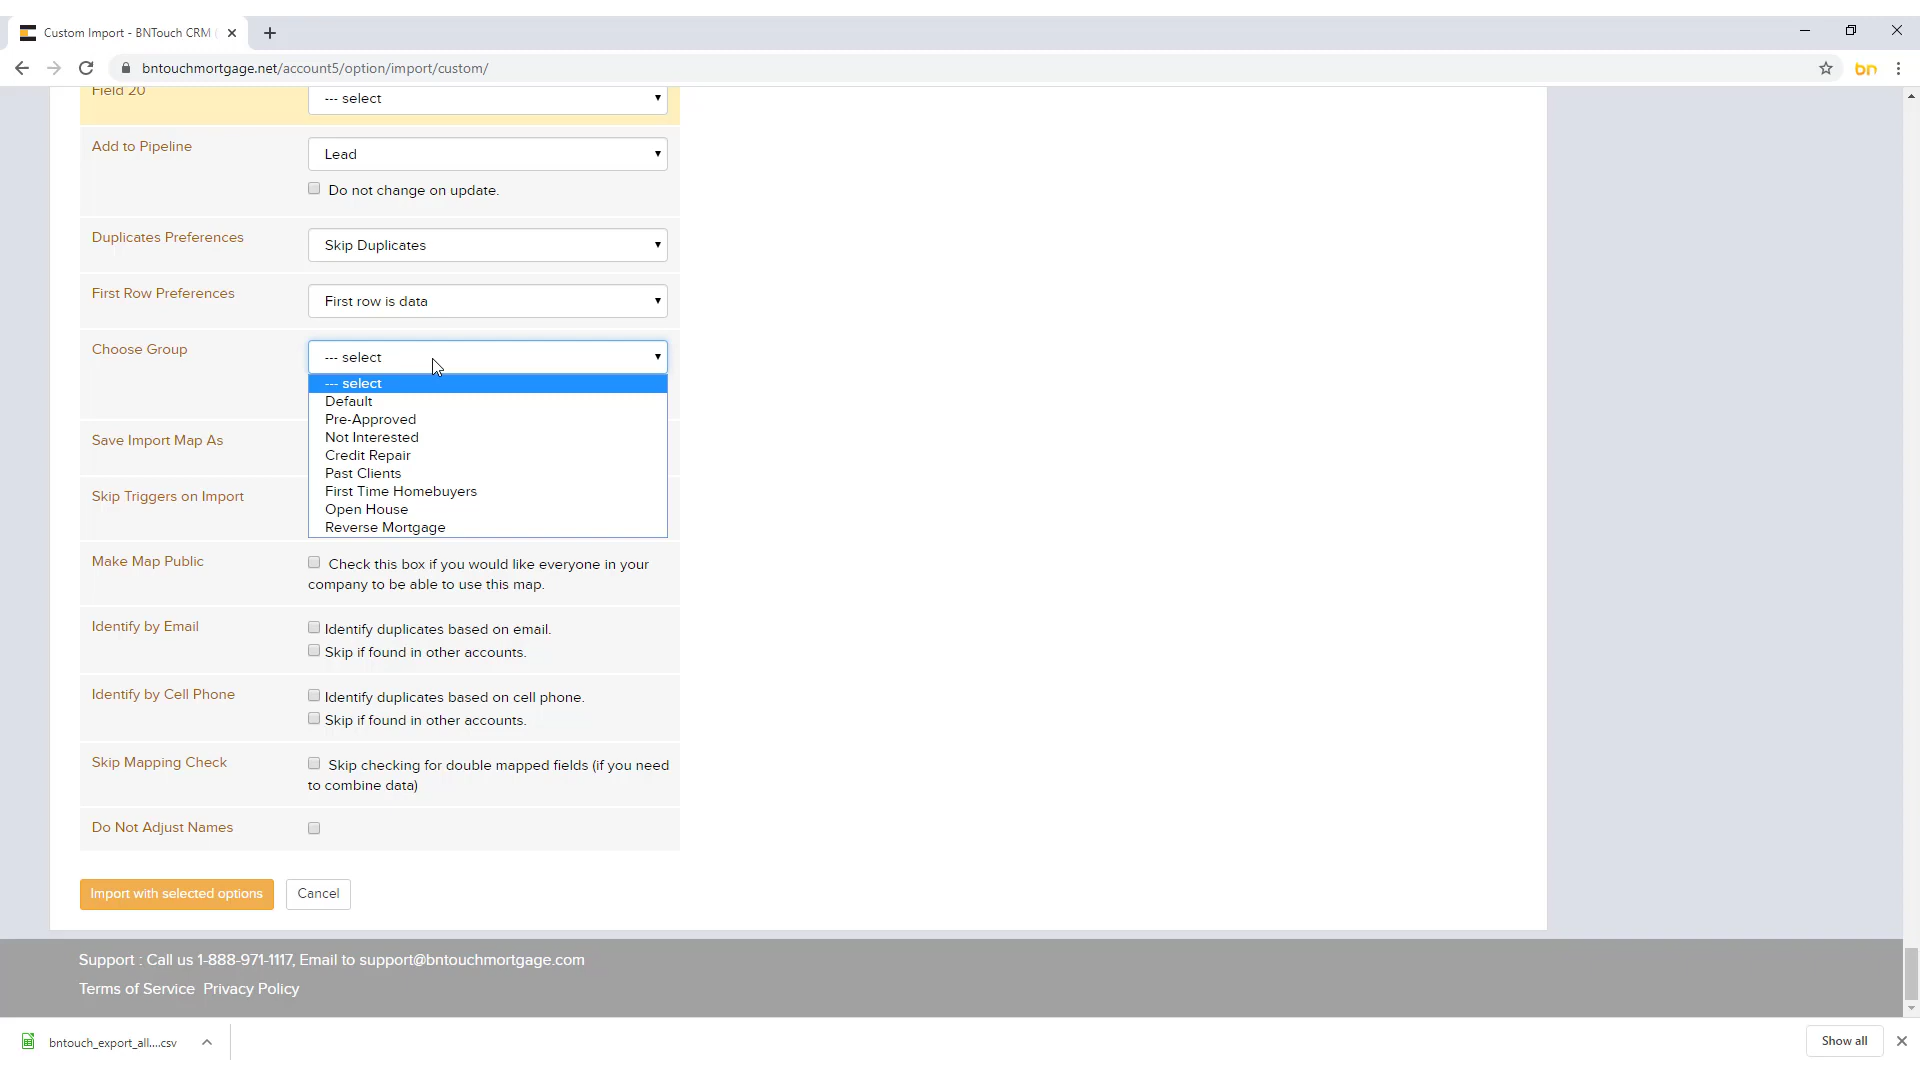 Custom Import - BNTouch CRM (
bntouchmortgage.net/account5/option/import/custom/
bn
Field 20
--- select
Add to Pipeline
Lead
Do not change on update.
Duplicates Preferences
Skip Duplicates
First Row Preferences
First row is data
Choose Group
--- select
--- select
Default
Pre-Approved
Not Interested
Save Import Map As
Credit Repair
Past Clients
Skip Triggers on Import
First Time Homebuyers
Open House
Reverse Mortgage
Make Map Public
Check this box if you would like everyone in your
company to be able to use this map.
Identify by Email
Identify duplicates based on email.
Skip if found in other accounts.
Identify by Cell Phone
Identify duplicates based on cell phone.
Skip if found in other accounts.
Skip Mapping Check
Skip checking for double mapped fields (if you need
to combine data)
Do Not Adjust Names
Import with selected options
Cancel
Support : Call us 1-888-971-1117, Email to support@bntouchmortgage.com
Terms of Service Privacy Policy
bntouch_export_all....csv
Show all